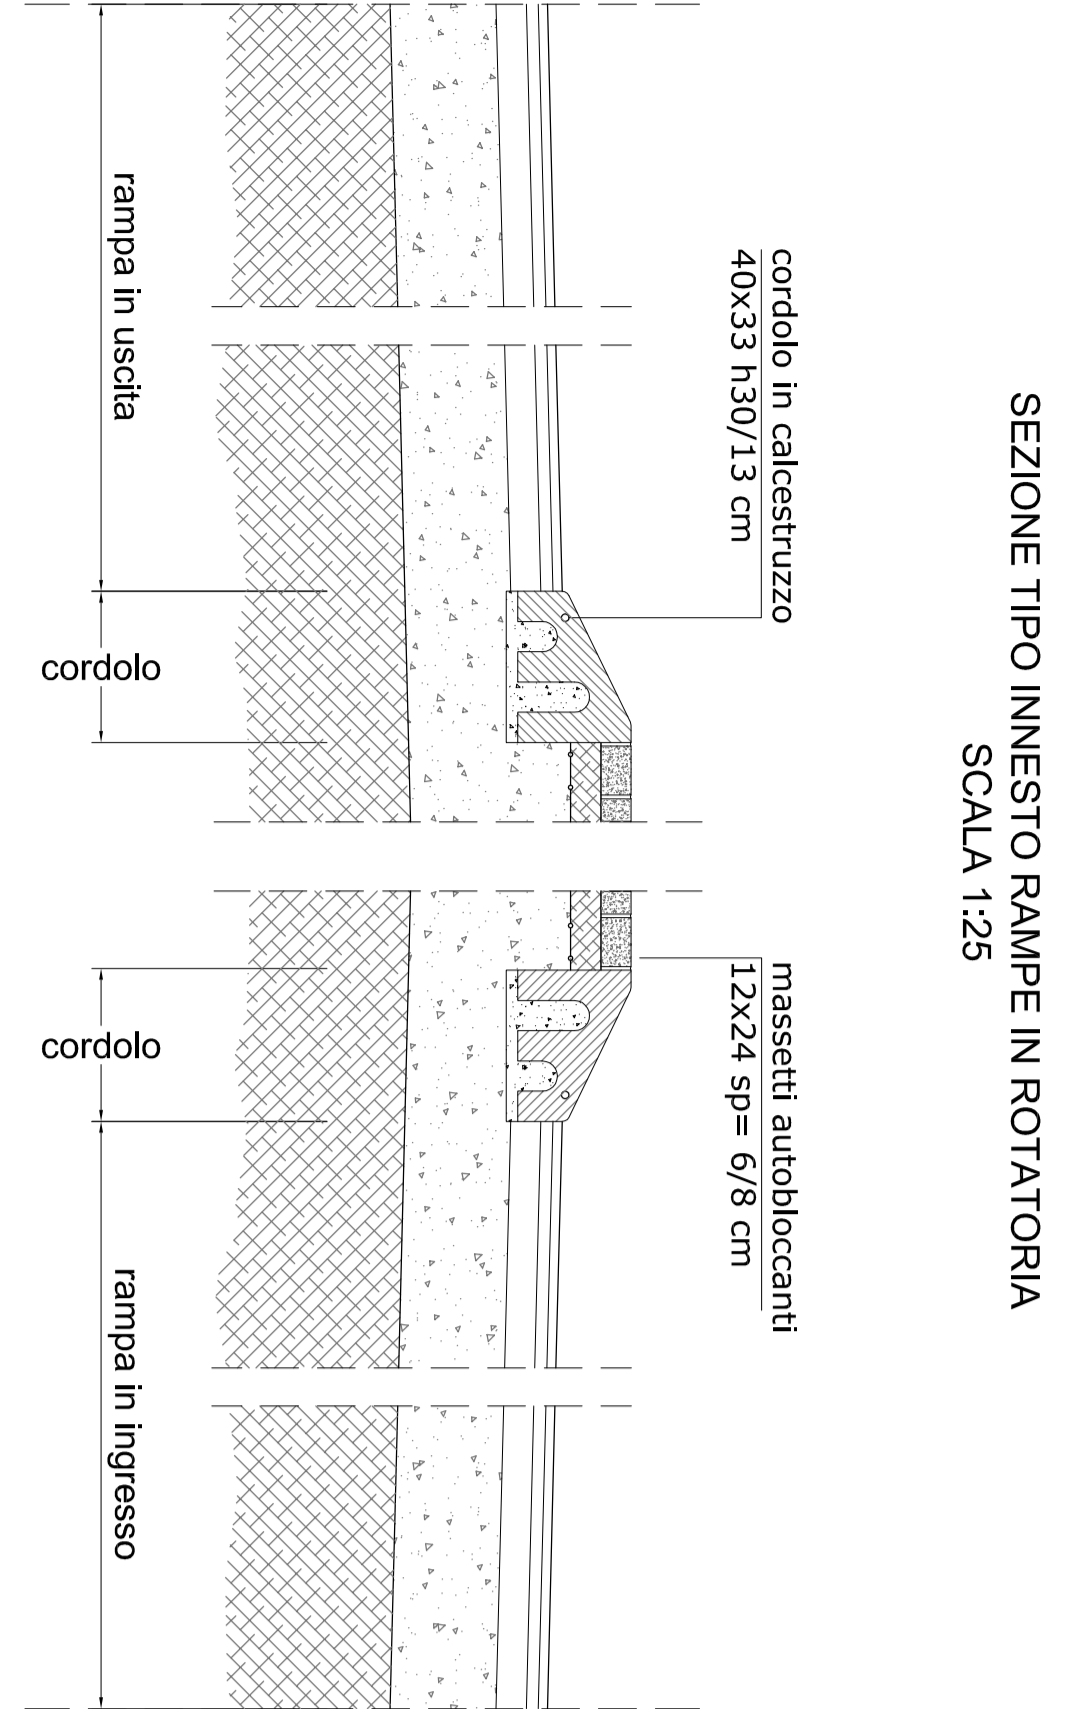 SEZIONE TIPO INNESTO RAMPE IN ROTATORIA
SCALA 1:25
cordolo in calcestruzzo
40x33 h30/13 cm
massetti autobloccanti
12x24 sp= 6/8 cm
rampa in uscita
cordolo
cordolo
rampa in ingresso